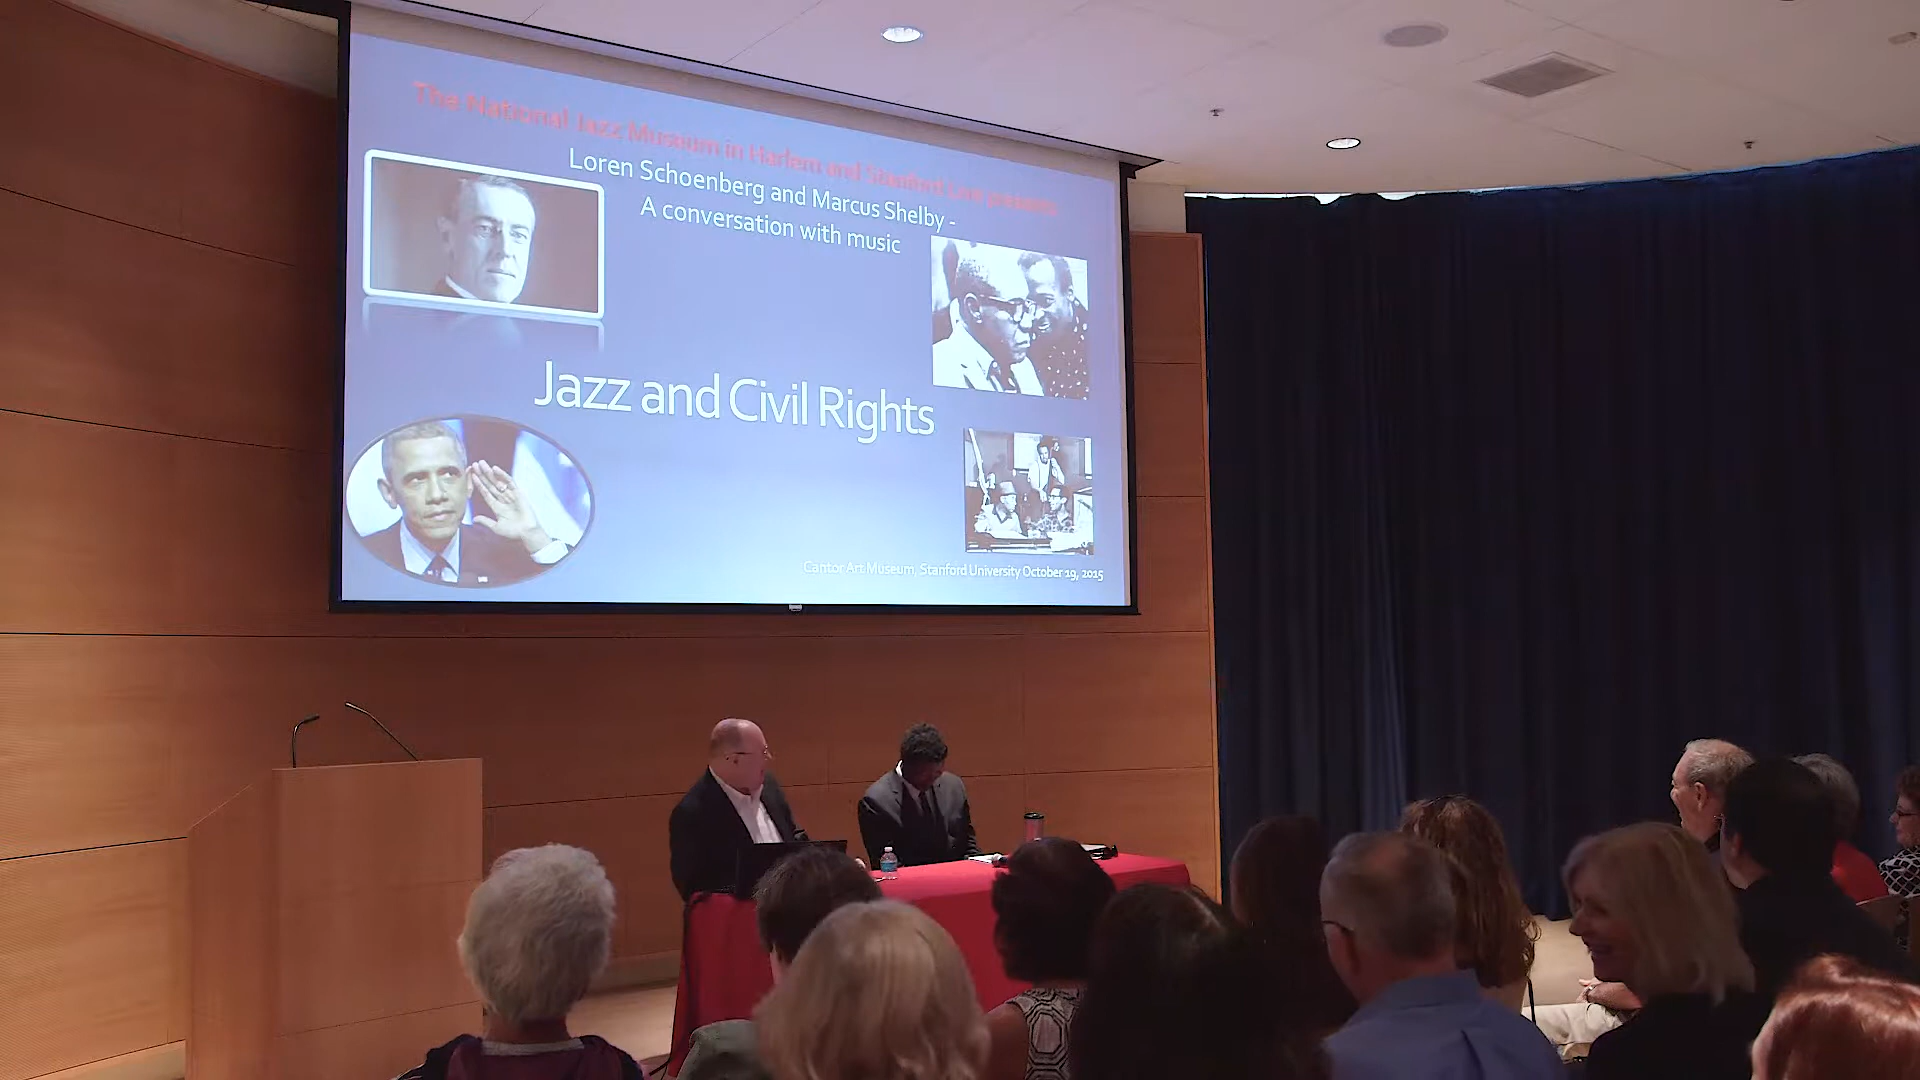 The National Jazz Museum in Harlem and Stanford Live presents
Loren Schoenberg and Marcus Shelby -
A conversation with music
Jazz and Civil Rights
Cantor Art Museum, Stanford University October 19, 2015